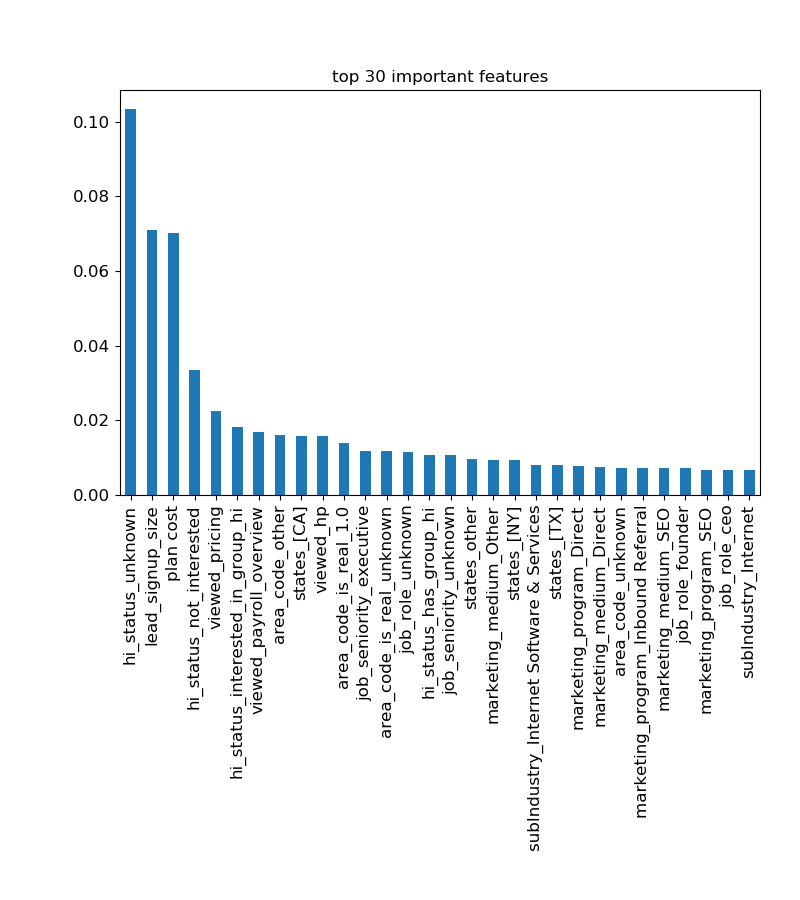 top 30 important features
0.10
0.08
0.06
0.04
0.02
0.00
hi_status_unknown
lead_signup_size
plan cost
hi_status_not_interested
viewed_pricing
hi_status_interested_in_group_hi
viewed_payroll_overview
area_code_other
states_[CA]
viewed_hp
area_code_is_real_1.0
job_seniority_executive
area_code_is_real_unknown
job_role_unknown
hi_status_has_group_hi
job_seniority_unknown
states_other
marketing_medium_Other
states_[NY]
subIndustry_Internet Software & Services
states_[TX]
marketing_program_Direct
marketing_medium_Direct
area_code_unknown
marketing_program_Inbound Referral
marketing_medium_SEO
job_role_founder
marketing_program_SEO
job_role_ceo
subIndustry_Internet